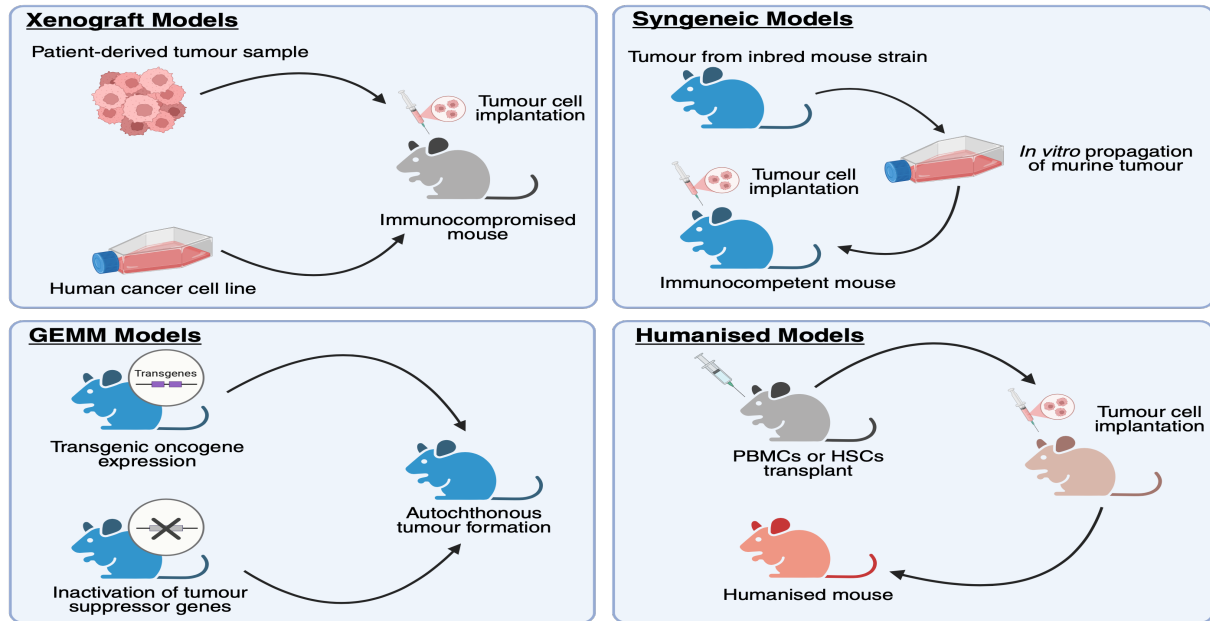 Xenograft Models
Patient-derived tumour sample
Tumour cell
implantation
Immunocompromised
mouse
Human cancer cell line
Syngeneic Models
Tumour from inbred mouse strain
In vitro propagation
of murine tumour
Tumour cell
implantation
Immunocompetent mouse
GEMM Models
Transgenes
Transgenic oncogene
expression
Autochthonous
tumour formation
Inactivation of tumour
suppressor genes
Humanised Models
PBMCs or HSCs
transplant
Tumour cell
implantation
Humanised mouse